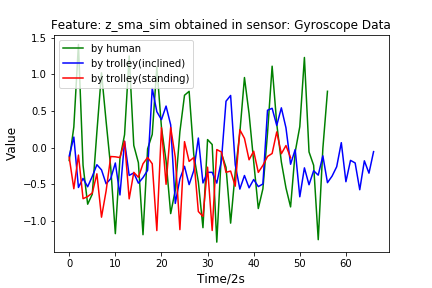 Feature: z_sma_sim obtained in sensor: Gyroscope Data
by human
by trolley(inclined)
by trolley(standing)
Value
1.5
1.0
0.5
0.0
−0.5
−1.0
0 10 20 30 40 50 60
Time/2s